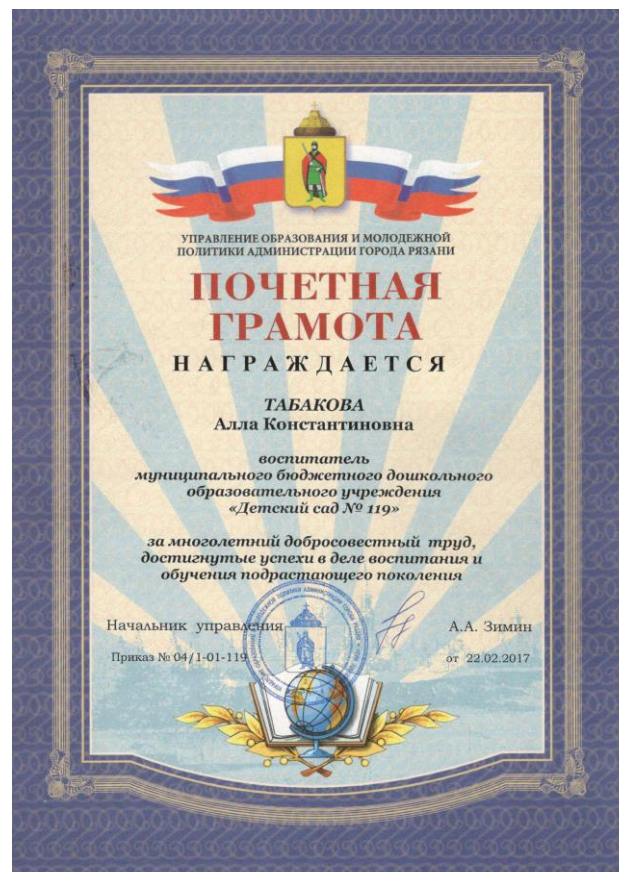 УПРАВЛЕНИЕ ОБРАЗОВАНИЯ И МОЛОДЕЖНОЙ
ПОЛИТИКИ АДМИНИСТРАЦИИ ГОРОДА РЯЗАНИ
ПОЧЕТНАЯ
ГРАМОТА
НАГРАЖДАЕТСЯ
ТАБАКОВА
Алла Константиновна
воспитатель
муниципального бюджетного дошкольного
образовательного учреждения
«Детский сад № 119»
за многолетний добросовестный труд,
достигнутые успехи в деле воспитания и
обучения подрастающего поколения
Начальник управления А.А. Зимин
Приказ № 04/1-01-119 от 22.02.2017